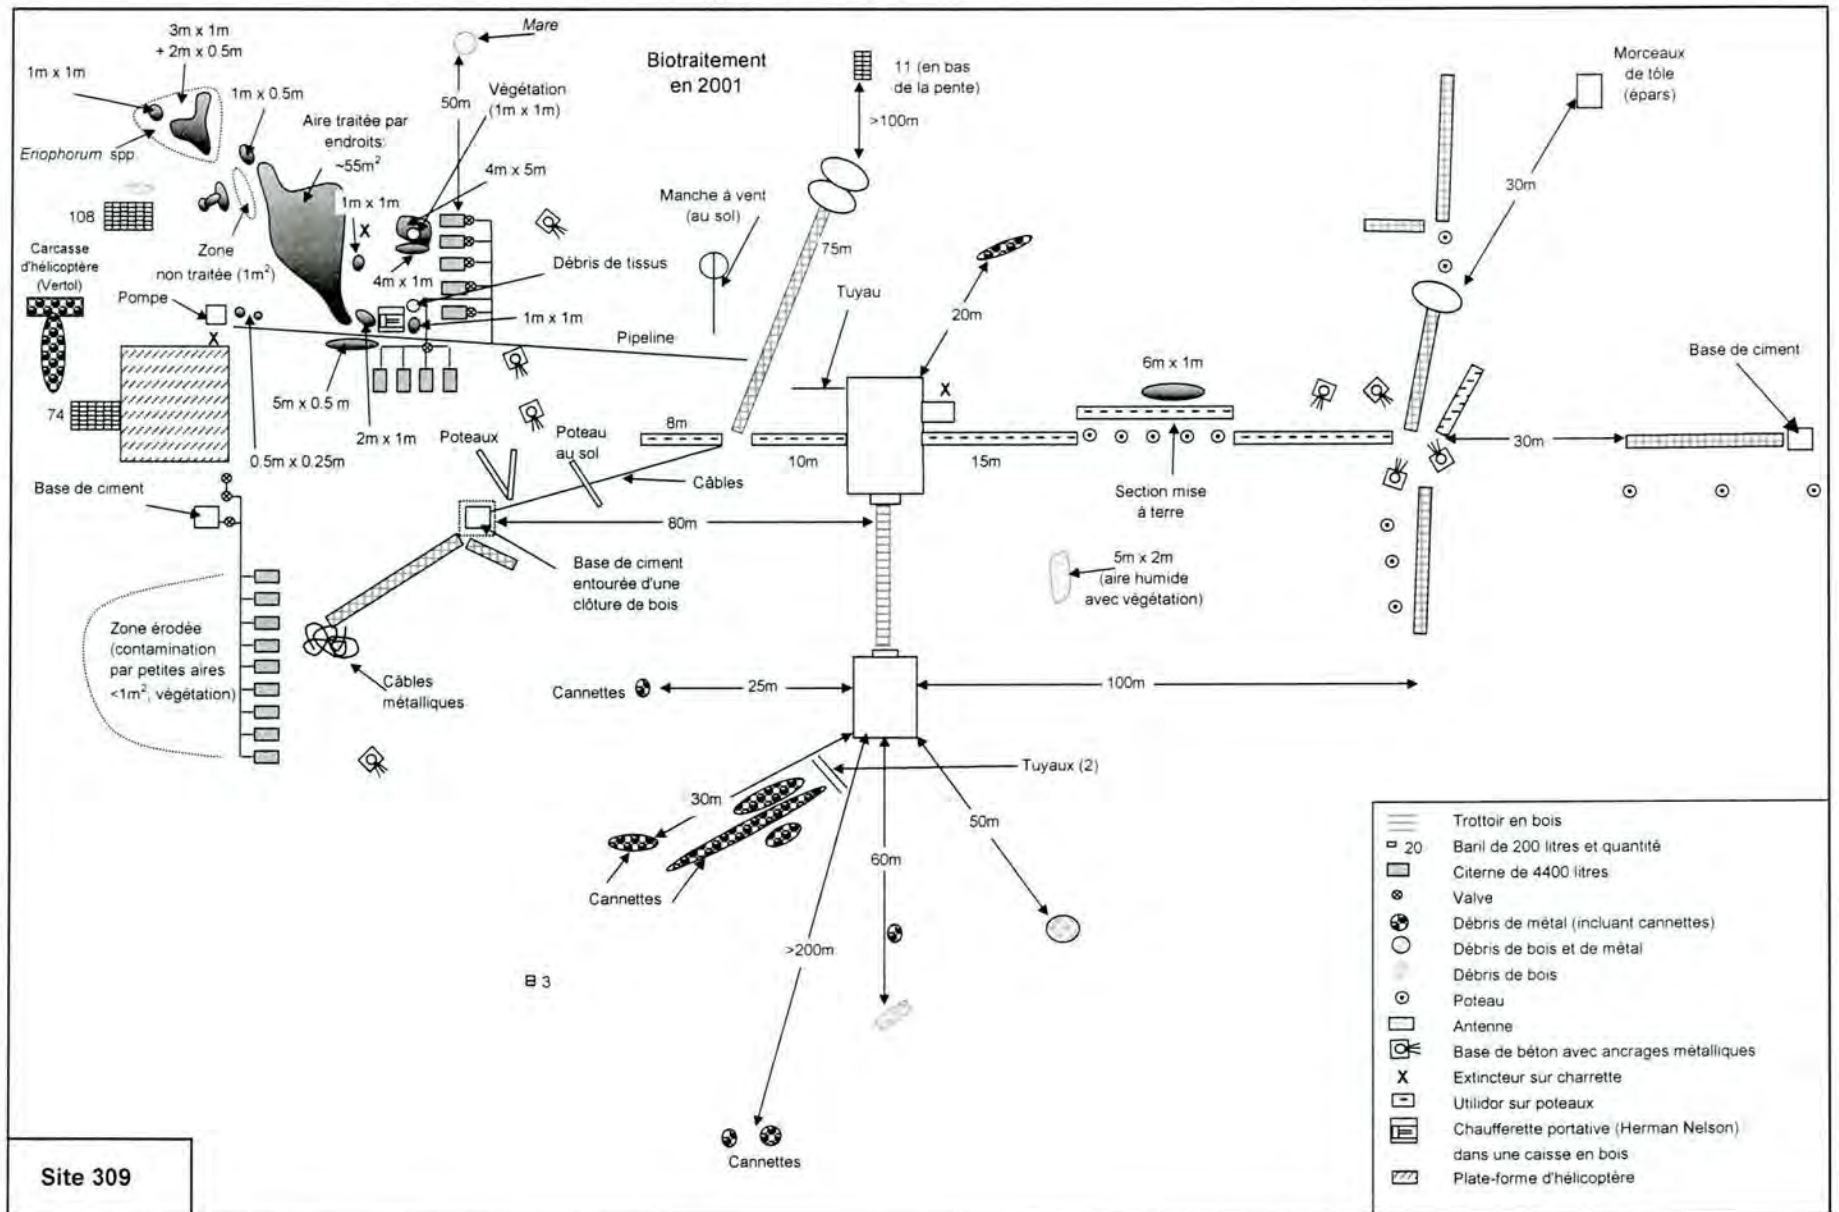 3m x 1m
+ 2m x 0.5m
Mare
1m x 1m
1m x 0.5m
Eriophorum spp.
Aire traitée par
endroits:
~55m²
50m
Végétation
(1m x 1m)
4m x 5m
Biotraitement
en 2001
11 (en bas
de la pente)
>100m
Morceaux
de tôle
(épars)
30m
108
Zone
non traitée (1m²)
1m x 1m
X
4m x 1m
Débris de tissus
1m x 1m
Manche à vent
(au sol)
75m
Tuyau
20m
Carcasse
d'hélicoptère
(Vertol)
Pompe
X
Pipeline
74
5m x 0.5 m
2m x 1m
0.5m x 0.25m
Poteaux
Poteau
au sol
8m
10m
X
15m
6m x 1m
Section mise
à terre
30m
Base de ciment
Base de ciment
Câbles
80m
Base de ciment
entourée d'une
clôture de bois
5m x 2m
(aire humide
avec végétation)
Zone érodée
(contamination
par petites aires
<1m², végétation)
Câbles
métalliques
Cannettes
25m
100m
Tuyaux (2)
30m
50m
60m
Cannettes
>200m
3
Cannettes
Trottoir en bois
20 Baril de 200 litres et quantité
Citerne de 4400 litres
Valve
Débris de métal (incluant cannettes)
Débris de bois et de métal
Débris de bois
Poteau
Antenne
Base de béton avec ancrages métalliques
X Extincteur sur charrette
Utilidor sur poteaux
Chaufferette portative (Herman Nelson)
dans une caisse en bois
Plate-forme d'hélicoptère
Site 309